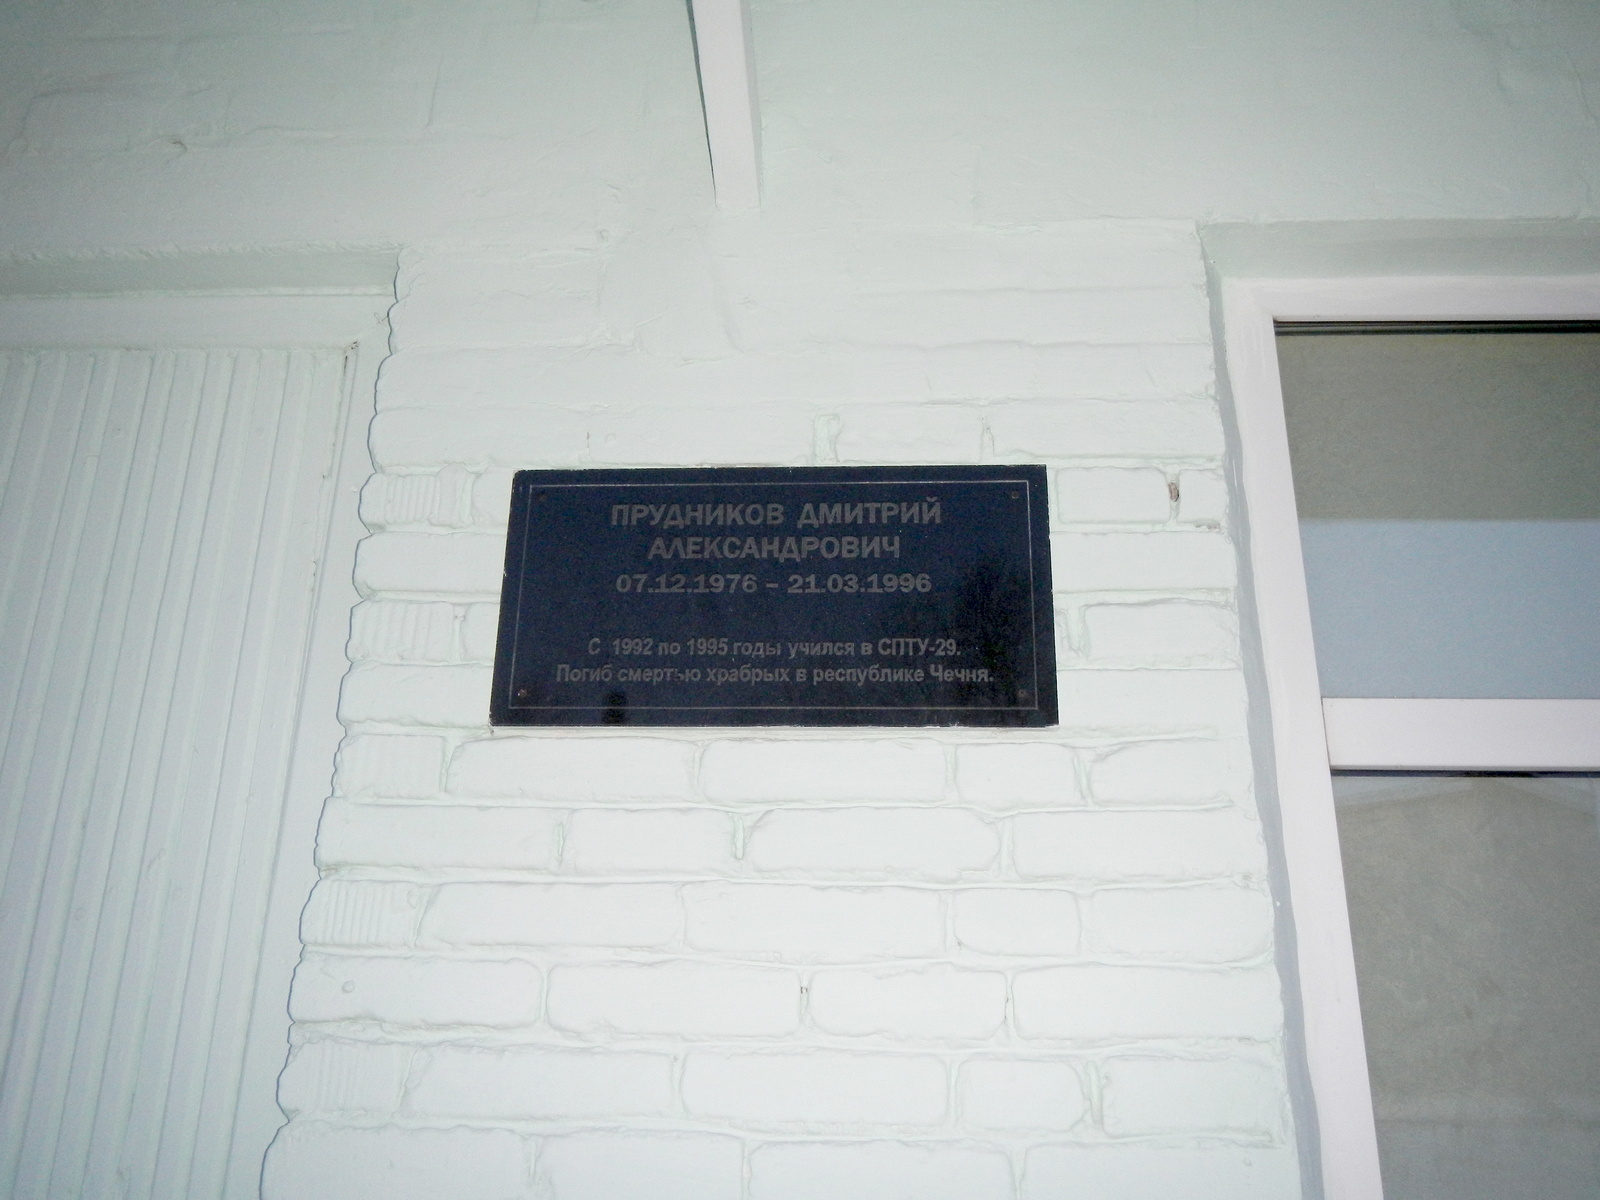 ПРУДНИКОВ ДМИТРИЙ
АЛЕКСАНДРОВИЧ
07.12.1976 – 21.03.1996
С 1992 по 1995 годы учился в СПТУ-29.
Погиб смертью храбрых в республике Чечня.